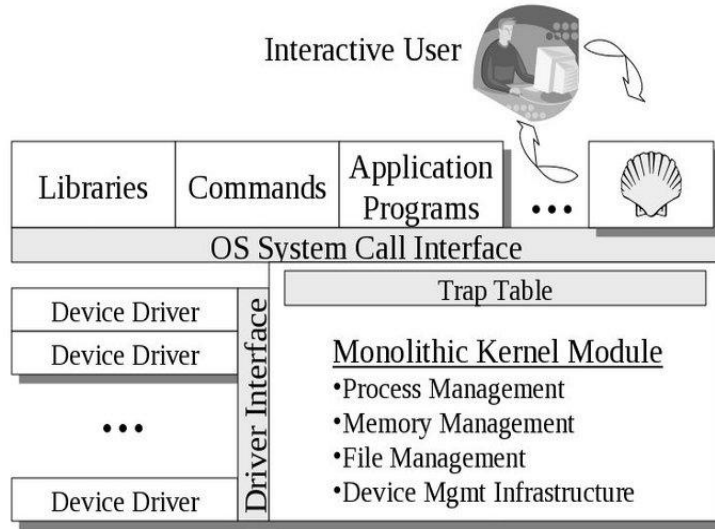 Interactive User
Libraries
Commands
Application
Programs
•••
OS System Call Interface
Trap Table
Device Driver
Device Driver
•••
Device Driver
Driver Interface
Monolithic Kernel Module
•Process Management
•Memory Management
•File Management
•Device Mgmt Infrastructure